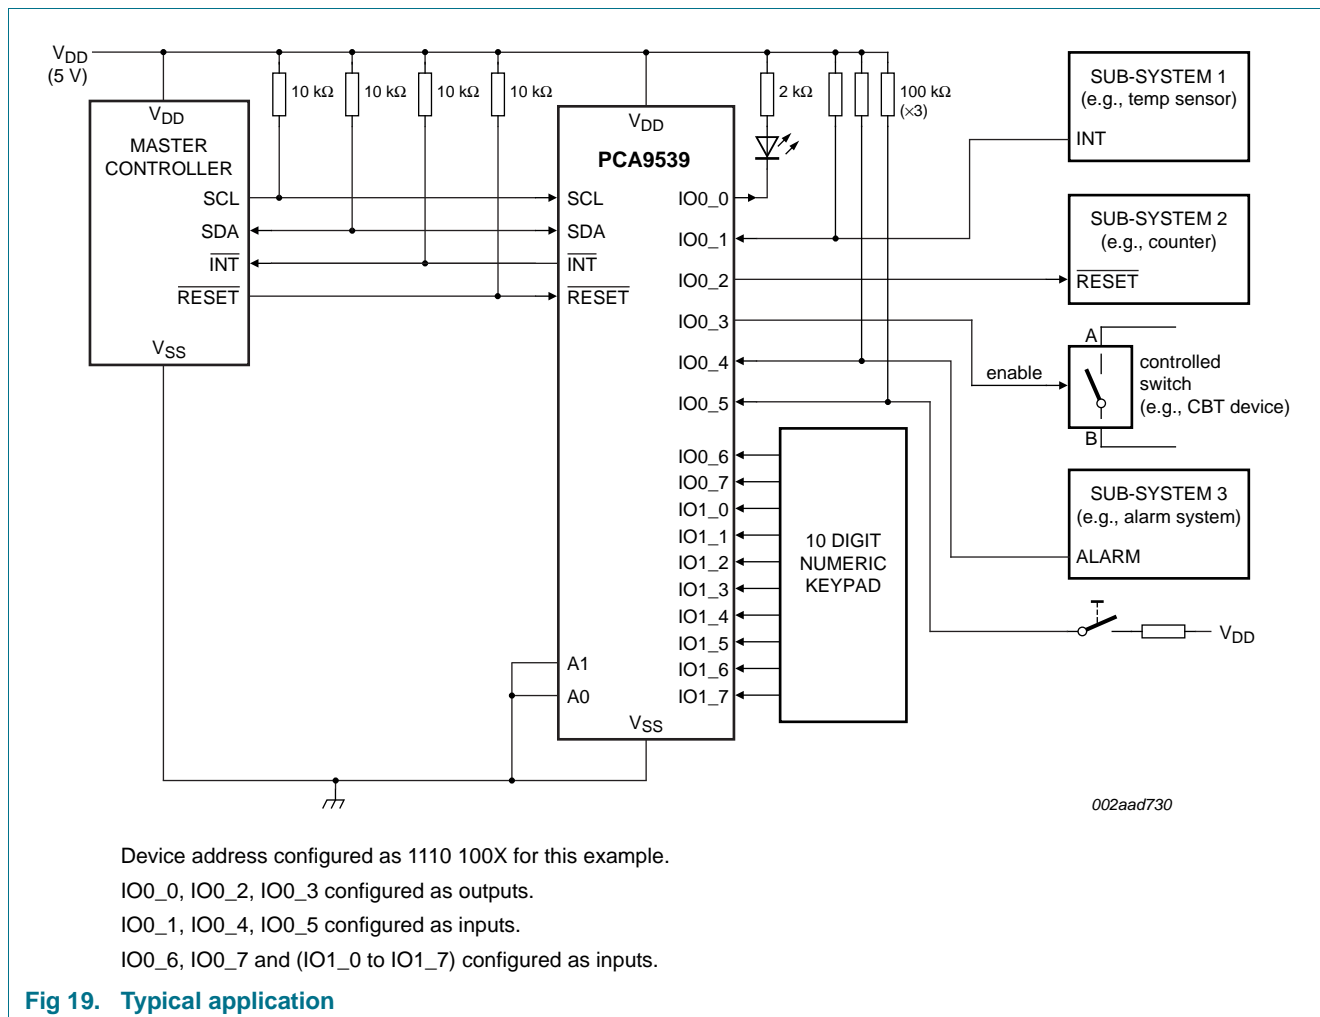 VDD
(5 V)
10 kΩ
10 kΩ
10 kΩ
10 kΩ
2 kΩ
100 kΩ
(×3)
VDD
MASTER
CONTROLLER
SCL
SDA
INT
RESET
VSS
VDD
PCA9539
SCL
SDA
INT
RESET
A1
A0
VSS
IO0_0
IO0_1
IO0_2
IO0_3
IO0_4
IO0_5
IO0_6
IO0_7
IO1_0
IO1_1
IO1_2
IO1_3
IO1_4
IO1_5
IO1_6
IO1_7
10 DIGIT
NUMERIC
KEYPAD
SUB-SYSTEM 1
(e.g., temp sensor)
INT
SUB-SYSTEM 2
(e.g., counter)
RESET
A
enable
controlled
switch
(e.g., CBT device)
B
SUB-SYSTEM 3
(e.g., alarm system)
ALARM
VDD
002aad730
Device address configured as 1110 100X for this example.
IO0_0, IO0_2, IO0_3 configured as outputs.
IO0_1, IO0_4, IO0_5 configured as inputs.
IO0_6, IO0_7 and (IO1_0 to IO1_7) configured as inputs.
Fig 19. Typical application